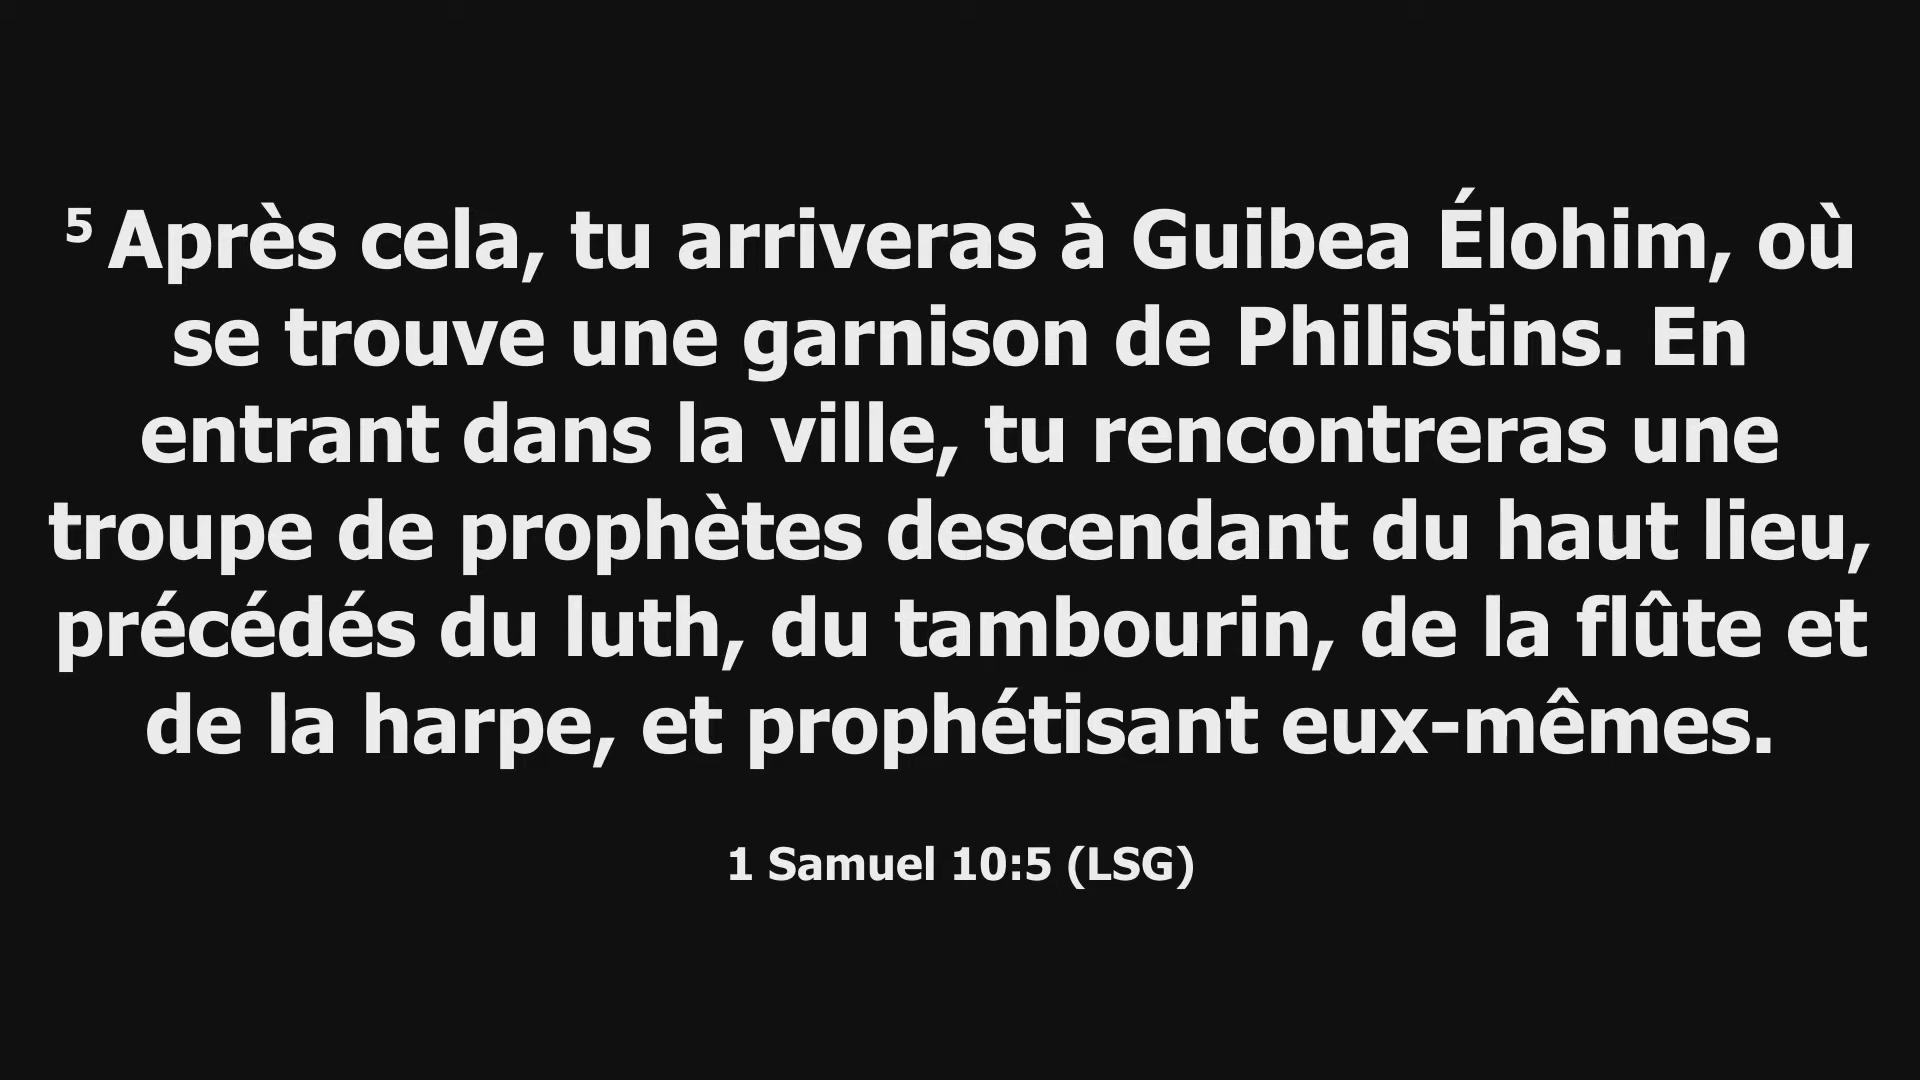 5 Après cela, tu arriveras à Guibea Élohim, où
se trouve une garnison de Philistins. En
entrant dans la ville, tu rencontreras une
troupe de prophètes descendant du haut lieu,
précédés du luth, du tambourin, de la flûte et
de la harpe, et prophétisant eux-mêmes.
1 Samuel 10:5 (LSG)